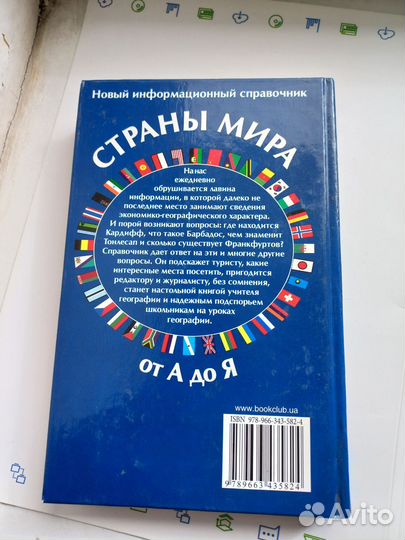 Новый информационный справочник
СТРАНЫ МИРА
На нас
ежедневно
обрушивается лавина
информации, в которой далеко не
последнее место занимают сведения
экономико-географического характера.
И порой возникают вопросы: где находится
Кардифф, что такое Барбадос, чем знаменит
Тонлесап и сколько существует Франкфуртов?
Справочник дает ответ на эти и многие другие
вопросы. Он подскажет туристу, какие
интересные места посетить, пригодится
редактору и журналисту, без сомнения,
станет настольной книгой учителя
географии и надежным подспорьем
школьникам на уроках
географии.
от А до Я
www.bookclub.ua
ISBN 978-966-343-582-4
9789663435824
Avito